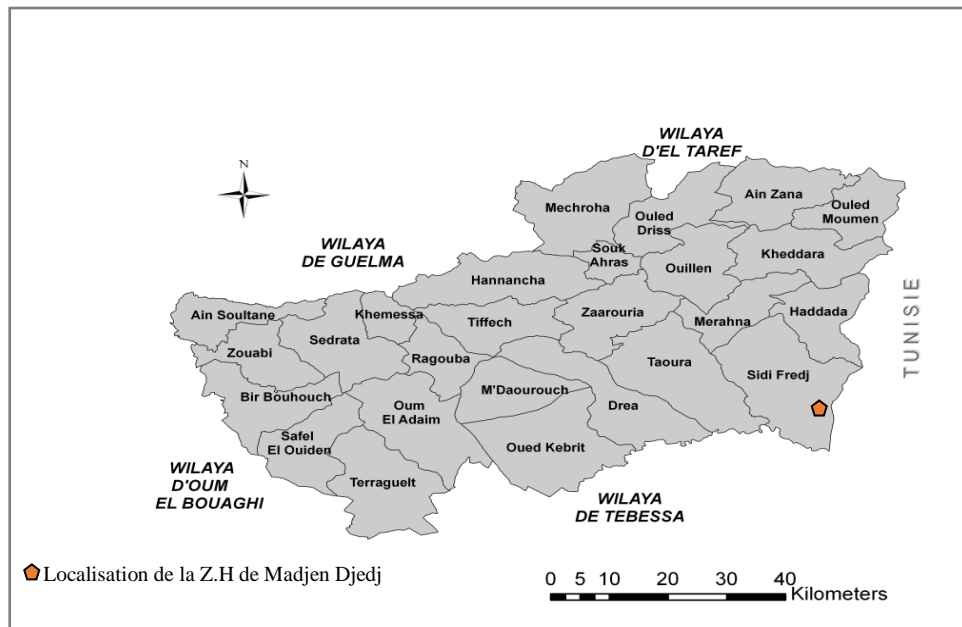 WILAYA
D'EL TAREF
N
Ain Zana
Mechroha
Ouled
Moumen
Ouled
Driss
WILAYA
DE GUELMA
Souk
Ahras
Kheddara
Ouillen
Hannancha
TUNISIE
Ain Soultane
Khemessa
Tiffech
Zaarouria
Merahna
Haddada
Sedrata
Zouabi
Ragouba
Taoura
Sidi Fredj
M'Daourouch
Bir Bouhouch
Oum
El Adaim
Drea
Safel
El Ouiden
Oued Kebrit
WILAYA
D'OUM
EL BOUAGHI
Terraguelt
WILAYA
DE TEBESSA
Localisation de la Z.H de Madjen Djedj
0 5 10 20 30 40
Kilometers